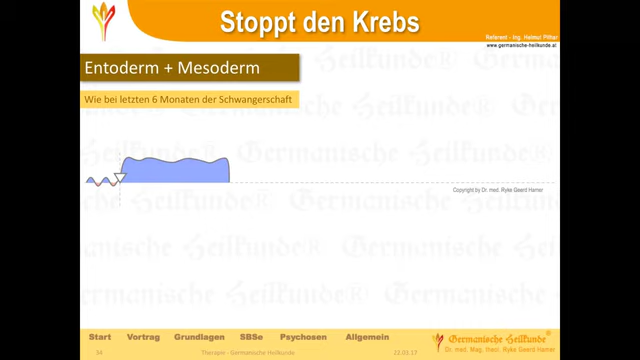 Stoppt den Krebs
Referent - Ing. Helmut Pilhar
www.germanische-heilkunde.at
Entoderm + Mesoderm
Wie bei letzten 6 Monaten der Schwangerschaft
Copyright by Dr. med. Ryke Geerd Hamer
Germanische Heilkunde®
Start Vortrag Grundlagen SBSe Psychosen Allgemein
Germanische Heilkunde®
Dr. med. Mag. theol. Ryke Geerd Hamer
34 Therapie - Germanische Heilkunde 22.03.17